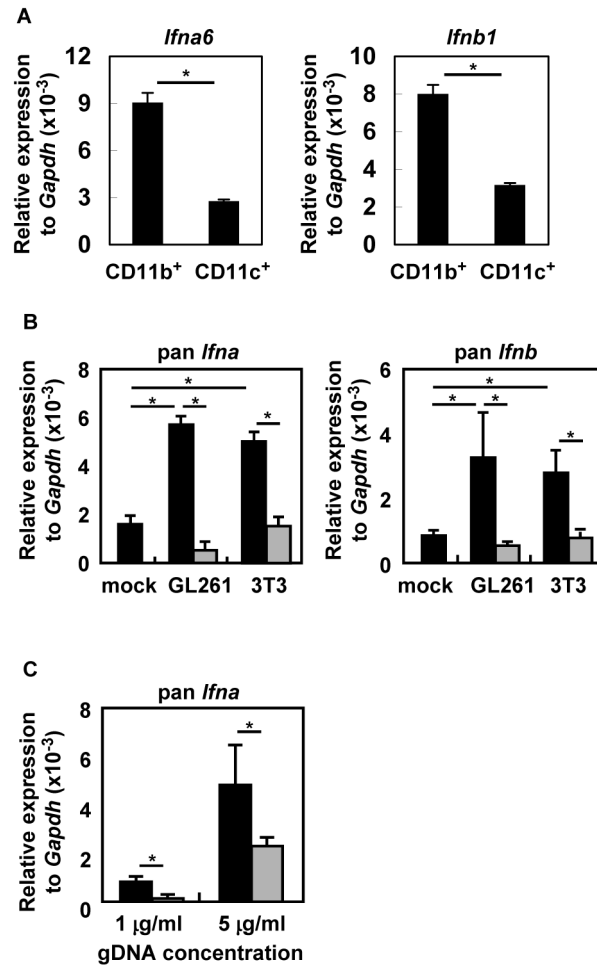 A
Ifna6
Relative expression
to Gapdh (x10-3)
9
6
3
0
*
CD11b+ CD11c+
Ifnb1
Relative expression
to Gapdh (x10-3)
10
8
6
4
2
0
*
CD11b+ CD11c+
B
pan Ifna
Relative expression
to Gapdh (x10-3)
8
6
4
2
0
*
* *
*
mock GL261 3T3
pan Ifnb
Relative expression
to Gapdh (x10-3)
6
4
2
0
*
* *
*
mock GL261 3T3
C
pan Ifna
Relative expression
to Gapdh (x10-3)
8
6
4
2
0
*
*
1 μg/ml 5 μg/ml
gDNA concentration